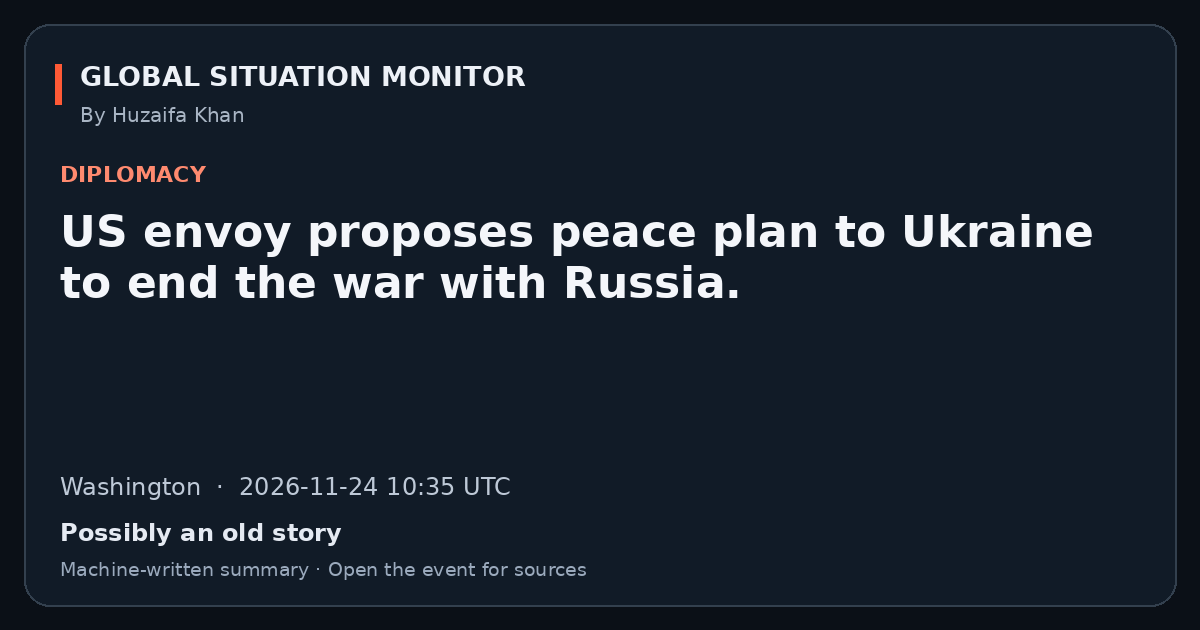 GLOBAL SITUATION MONITOR
By Huzaifa Khan
DIPLOMACY
US envoy proposes peace plan to Ukraine
to end the war with Russia.
Washington · 2026-11-24 10:35 UTC
Possibly an old story
Machine-written summary · Open the event for sources